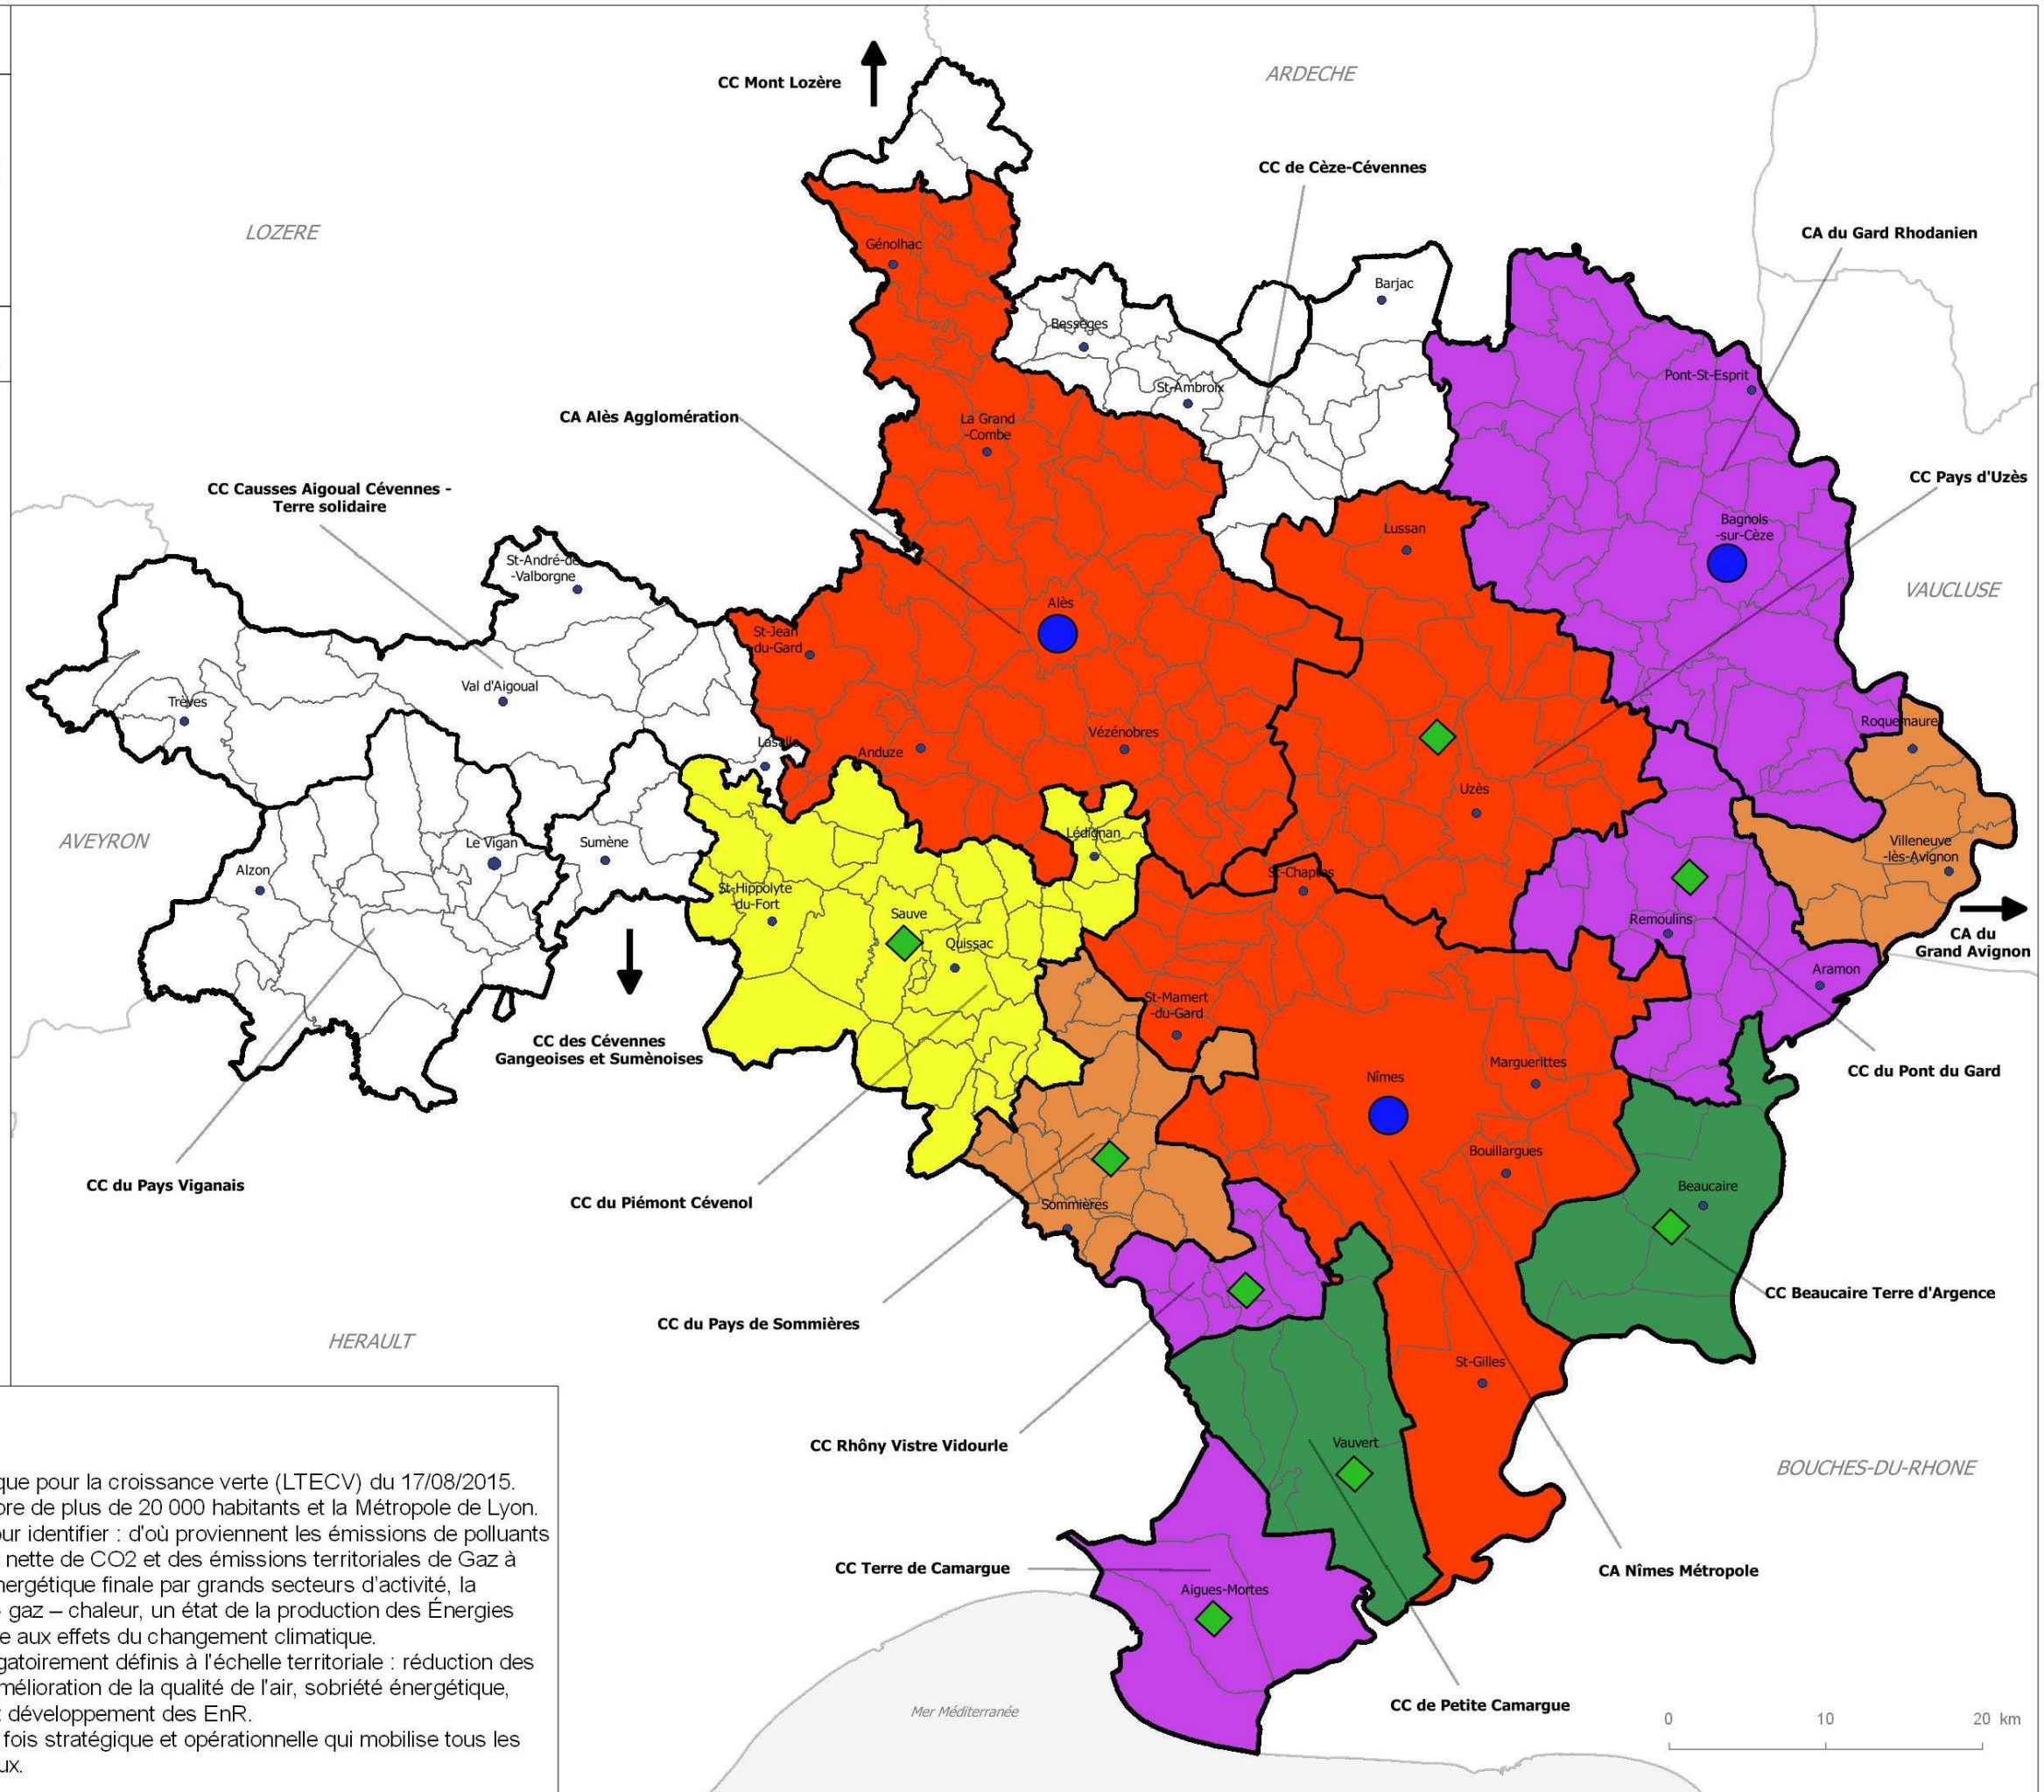 CC Mont Lozère
ARDECHE
CC de Cèze-Cévennes
LOZERE
CA du Gard Rhodanien
Génolhac
Barjac
Bessèges
Pont-St-Esprit
St-Ambroix
CA Alès Agglomération
La Grand
-Combe
CC Pays d'Uzès
CC Causses Aigoual Cévennes -
Terre solidaire
Lussan
Bagnols
-sur-Cèze
St-André-de
-Valborgne
VAUCLUSE
Alès
St-Jean
-du-Gard
Val d'Aigoual
Trèves
Roquemaure
Lasalle
Anduze
Vézénobres
Uzès
AVEYRON
Lédignan
Le Vigan
Sumène
Villeneuve
-lès-Avignon
Alzon
St-Chaptes
St-Hippolyte
-du-Fort
Sauve
Remoulins
Quissac
CA du
Grand Avignon
Aramon
St-Mamert
-du-Gard
CC des Cévennes
Gangeoises et Sumènoises
Marguerittes
CC du Pont du Gard
Nîmes
Bouillargues
CC du Pays Viganais
Beaucaire
CC du Piémont Cévenol
Sommières
CC Beaucaire Terre d'Argence
CC du Pays de Sommières
HERAULT
St-Gilles
CC Rhôny Vistre Vidourle
Vauvert
BOUCHES-DU-RHONE
CC Terre de Camargue
CA Nîmes Métropole
Aigues-Mortes
CC de Petite Camargue
Mer Méditerranée
0 10 20 km
que pour la croissance verte (LTECV) du 17/08/2015.
pre de plus de 20 000 habitants et la Métropole de Lyon.
ur identifier : d'où proviennent les émissions de polluants
nette de CO2 et des émissions territoriales de Gaz à
nergétique finale par grands secteurs d'activité, la
gaz – chaleur, un état de la production des Énergies
e aux effets du changement climatique.
gatoirement définis à l'échelle territoriale : réduction des
mélioration de la qualité de l'air, sobriété énergétique,
développement des EnR.
fois stratégique et opérationnelle qui mobilise tous les
ux.